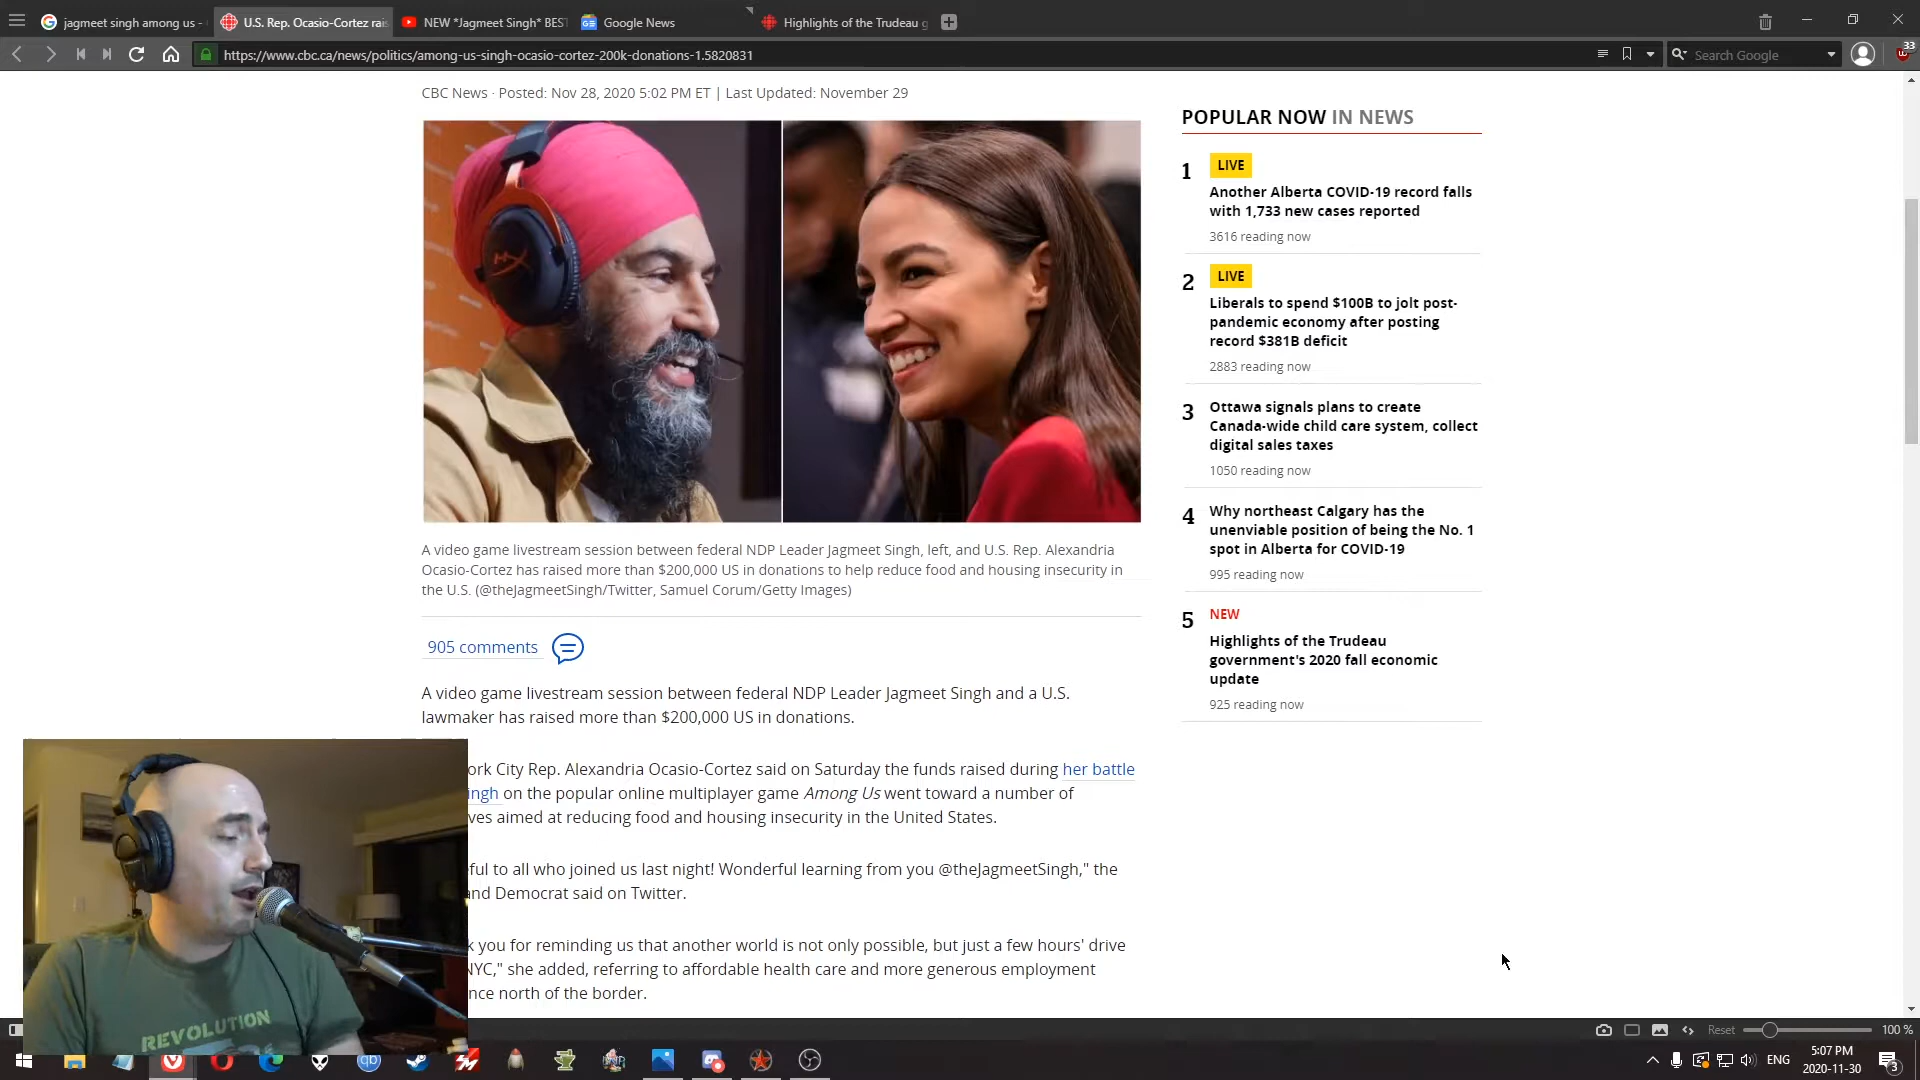 jagmeet singh among us -
U.S. Rep. Ocasio-Cortez rai
NEW *Jagmeet Singh* BEST
Google News
Highlights of the Trudeau g
https://www.cbc.ca/news/politics/among-us-singh-ocasio-cortez-200k-donations-1.5820831
Search Google
33
CBC News · Posted: Nov 28, 2020 5:02 PM ET | Last Updated: November 29
A video game livestream session between federal NDP Leader Jagmeet Singh, left, and U.S. Rep. Alexandria
Ocasio-Cortez has raised more than $200,000 US in donations to help reduce food and housing insecurity in
the U.S. (@theJagmeetSingh/Twitter, Samuel Corum/Getty Images)
905 comments
A video game livestream session between federal NDP Leader Jagmeet Singh and a U.S.
lawmaker has raised more than $200,000 US in donations.
ork City Rep. Alexandria Ocasio-Cortez said on Saturday the funds raised during her battle
ingh on the popular online multiplayer game Among Us went toward a number of
ves aimed at reducing food and housing insecurity in the United States.
ful to all who joined us last night! Wonderful learning from you @theJagmeetSingh," the
and Democrat said on Twitter.
k you for reminding us that another world is not only possible, but just a few hours' drive
NYC," she added, referring to affordable health care and more generous employment
nce north of the border.
POPULAR NOW IN NEWS
1
LIVE
Another Alberta COVID-19 record falls
with 1,733 new cases reported
3616 reading now
2
LIVE
Liberals to spend $100B to jolt post-
pandemic economy after posting
record $381B deficit
2883 reading now
3
Ottawa signals plans to create
Canada-wide child care system, collect
digital sales taxes
1050 reading now
4
Why northeast Calgary has the
unenviable position of being the No. 1
spot in Alberta for COVID-19
995 reading now
5
NEW
Highlights of the Trudeau
government's 2020 fall economic
update
925 reading now
REVOLUTION
Reset
100 %
qb
ENG
5:07 PM
2020-11-30
3